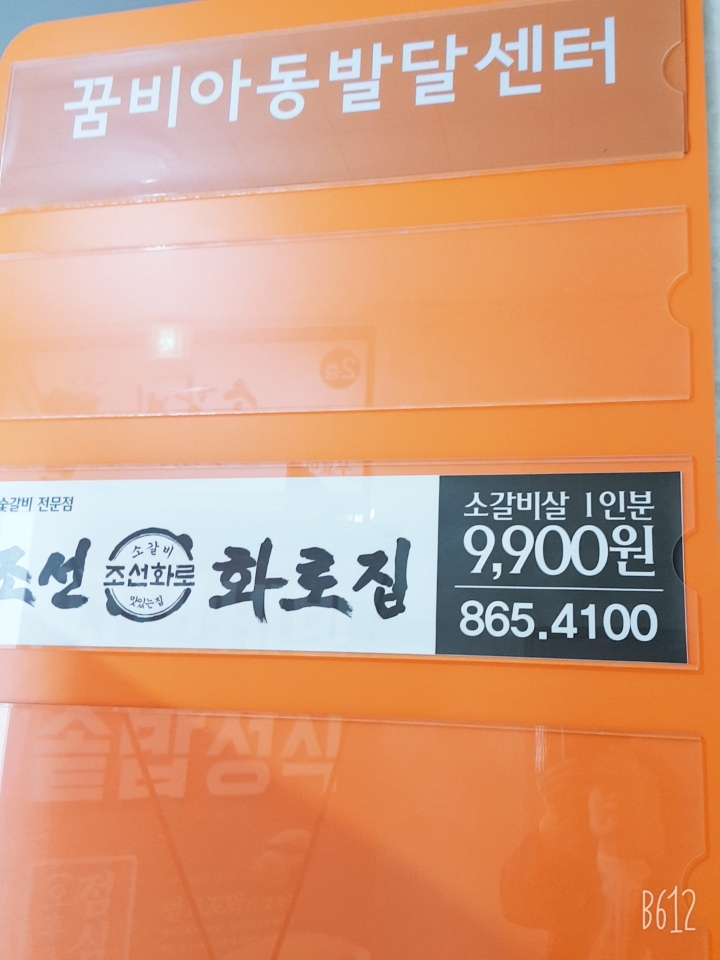 꿈비아동발달센터
숯갈비 전문점
소갈비살 1인분
조선
소갈비
조선화로
맛있는집
화로집
9,900원
865.4100
솥밥정식
점심
B612